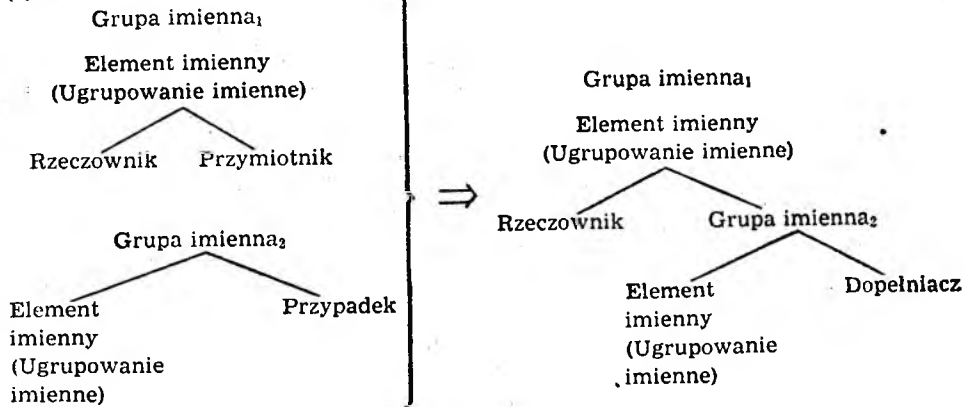 Grupa imienna₁
Element imienny
(Ugrupowanie imienne)
Rzeczownik Przymiotnik
Grupa imienna₂
Element
imienny
(Ugrupowanie
imienne)
Przypadek
⇒
Grupa imienna₁
Element imienny
(Ugrupowanie imienne)
Rzeczownik
Grupa imienna₂
Element
imienny
(Ugrupowanie
imienne)
Dopełniacz